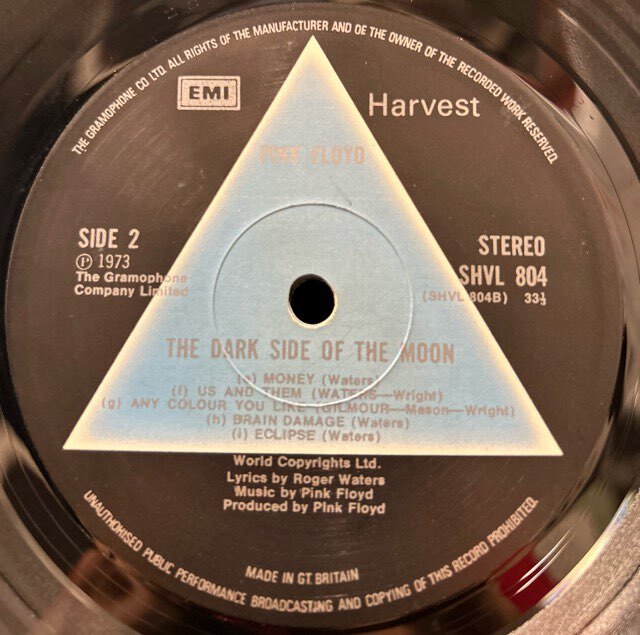 THE GRAMOPHONE CO LTD. ALL RIGHTS OF THE MANUFACTURER AND OF THE OWNER OF THE RECORDED WORK RESERVED.
EMI
Harvest
PINK FLOYD
SIDE 2
STEREO
Ⓟ 1973
SHVL 804
The Gramophone
Company Limited
(SHVL 804B) 33⅓
THE DARK SIDE OF THE MOON
(e) MONEY (Waters)
(f) US AND THEM (WATERS—Wright)
(g) ANY COLOUR YOU LIKE (GILMOUR—Mason—Wright)
(h) BRAIN DAMAGE (Waters)
(i) ECLIPSE (Waters)
World Copyrights Ltd.
Lyrics by Roger Waters
Music by Pink Floyd
Produced by Pink Floyd
MADE IN GT. BRITAIN
UNAUTHORISED PUBLIC PERFORMANCE BROADCASTING AND COPYING OF THIS RECORD PROHIBITED.